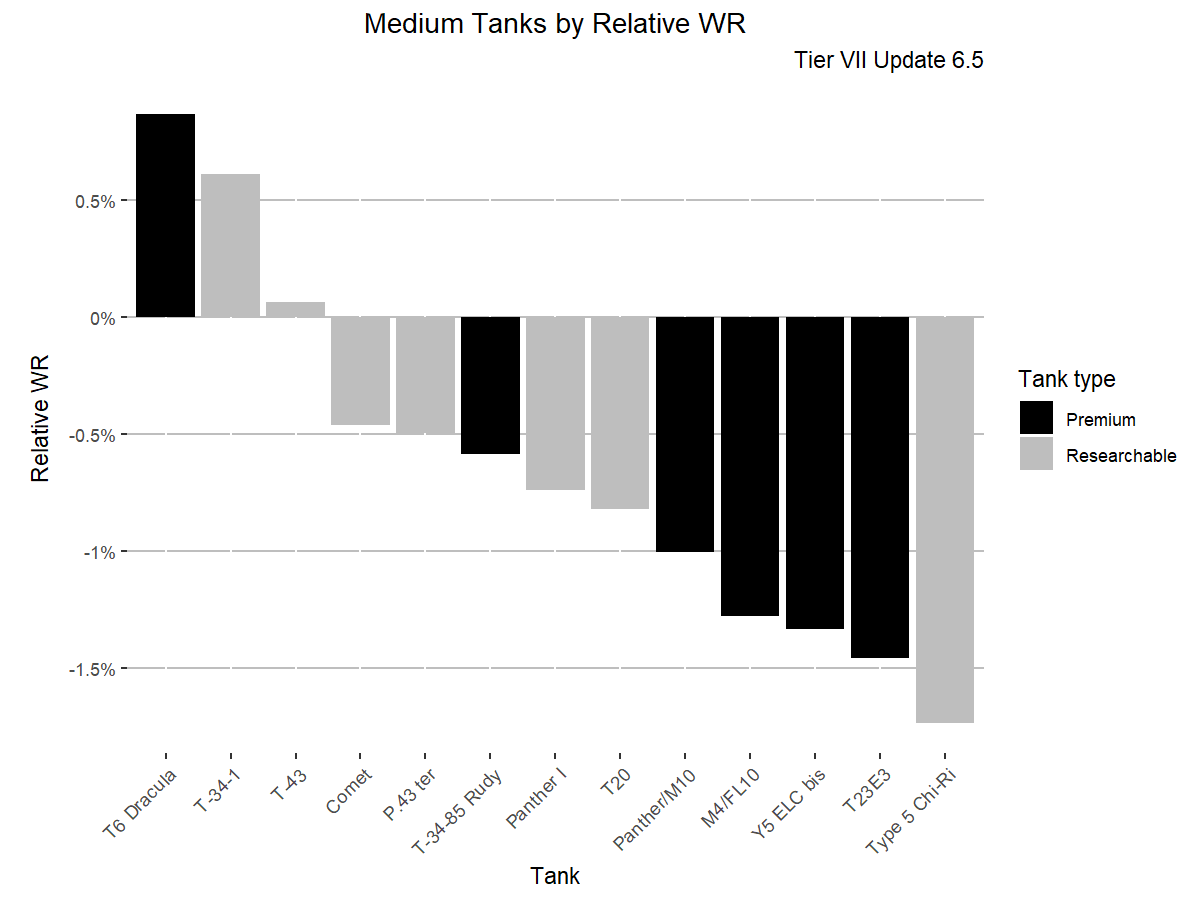 Medium Tanks by Relative WR
Tier VII Update 6.5
Relative WR
0.5%
0%
-0.5%
-1%
-1.5%
T6 Dracula
T-34-1
T-43
Comet
P.43 ter
T-34-85 Rudy
Panther I
T20
Panther/M10
M4/FL10
Y5 ELC bis
T23E3
Type 5 Chi-Ri
Tank
Tank type
Premium
Researchable